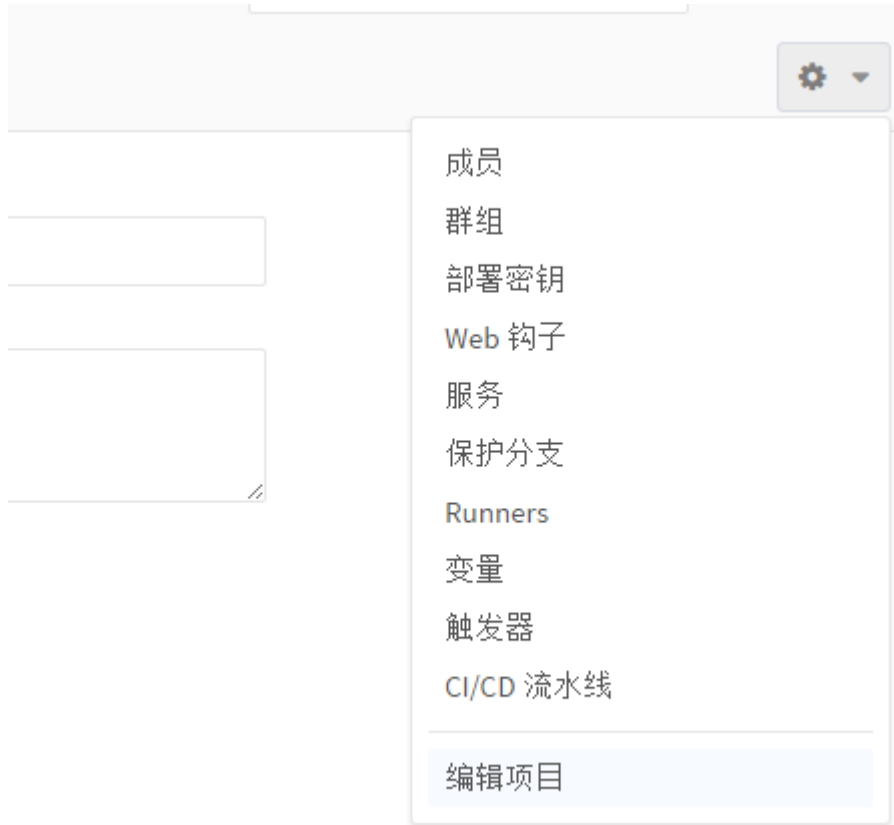 成员
群组
部署密钥
Web 钩子
服务
保护分支
Runners
变量
触发器
CI/CD 流水线
编辑项目